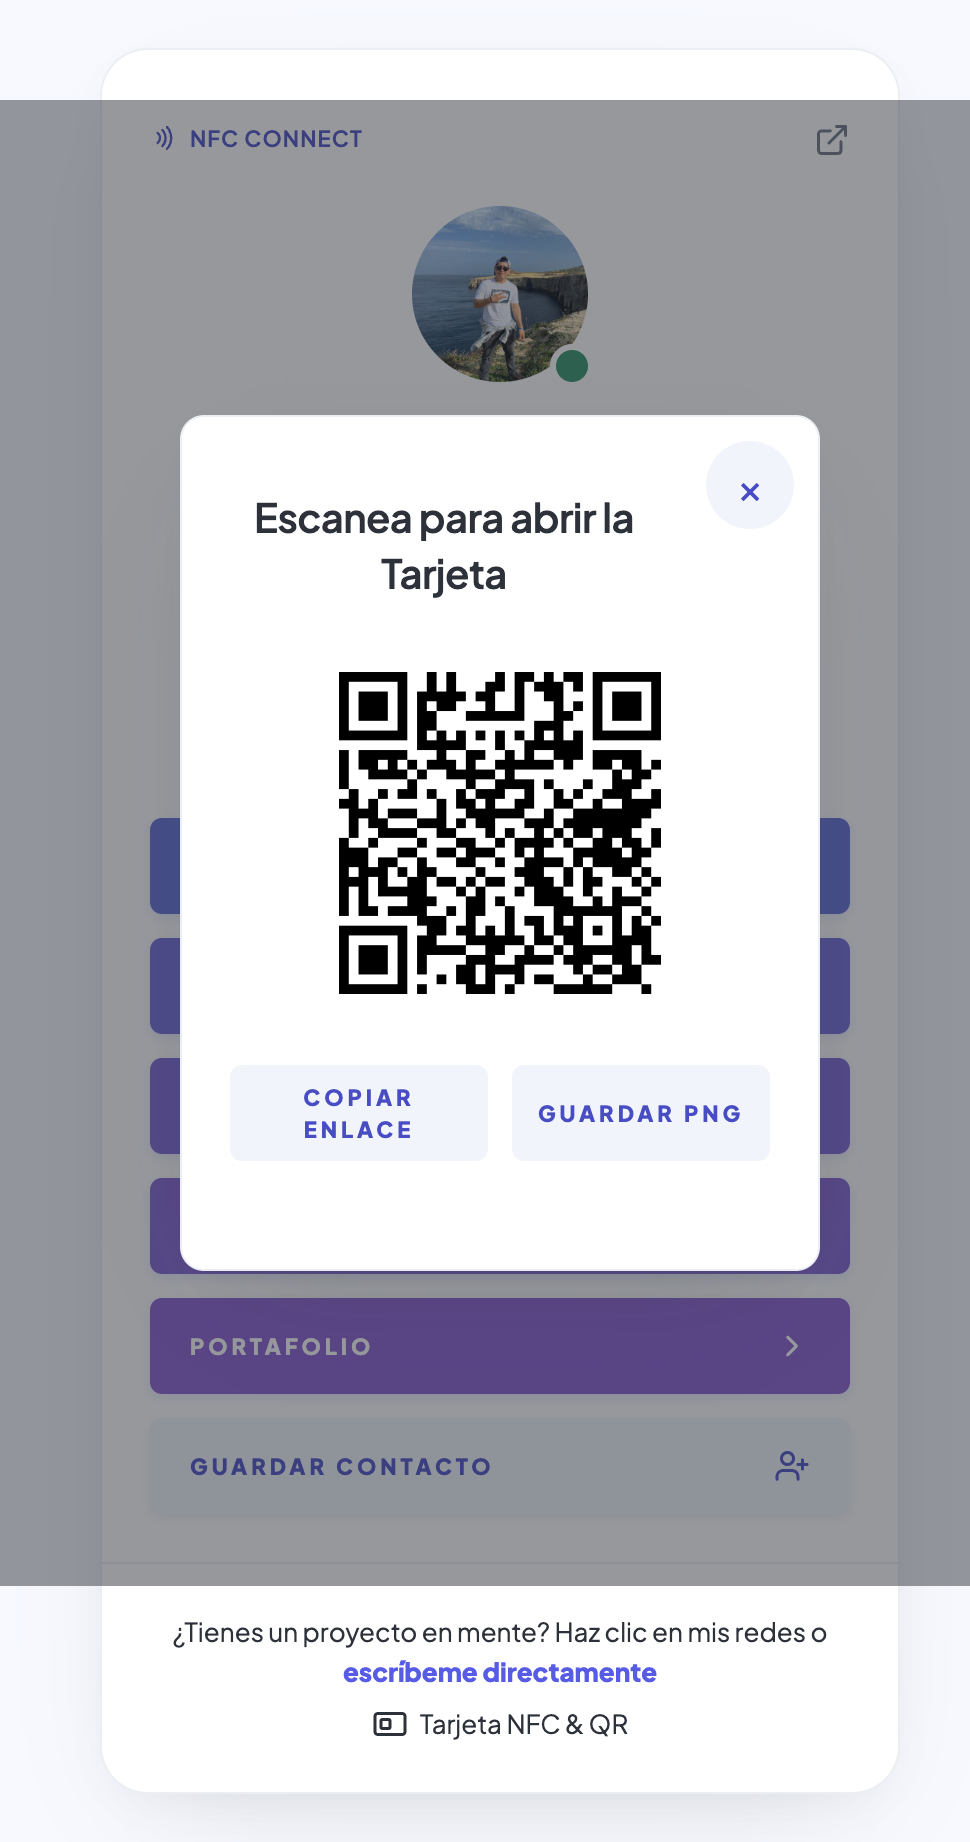 NFC CONNECT
Escanea para abrir la
Tarjeta
COPIAR
ENLACE
GUARDAR PNG
PORTAFOLIO
GUARDAR CONTACTO
¿Tienes un proyecto en mente? Haz clic en mis redes o
escríbeme directamente
Tarjeta NFC & QR